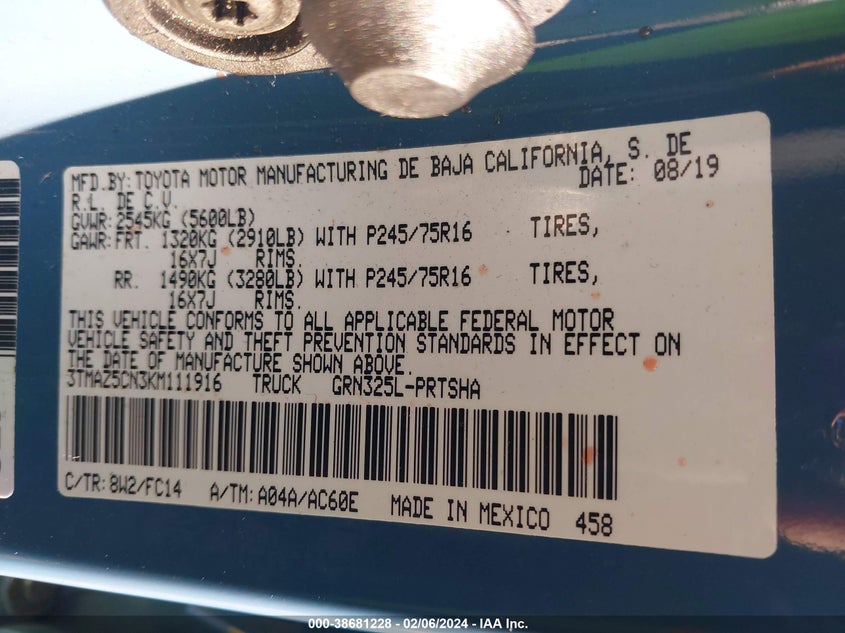 MFD.BY:TOYOTA MOTOR MANUFACTURING DE BAJA CALIFORNIA, S. DE
R.L. DE C.V. DATE: 08/19
GVWR:2545KG (5600LB)
GAWR:FRT. 1320KG (2910LB) WITH P245/75R16 TIRES,
16X7J RIMS.
RR. 1490KG (3280LB) WITH P245/75R16 TIRES,
16X7J RIMS.
THIS VEHICLE CONFORMS TO ALL APPLICABLE FEDERAL MOTOR
VEHICLE SAFETY AND THEFT PREVENTION STANDARDS IN EFFECT ON
THE DATE OF MANUFACTURE SHOWN ABOVE.
3TMAZ5CN3KM111916 TRUCK GRN325L-PRTSHA
C/TR:8W2/FC14 A/TM:A04A/AC60E MADE IN MEXICO 458
000-38681228 - 02/06/2024 - IAA Inc.